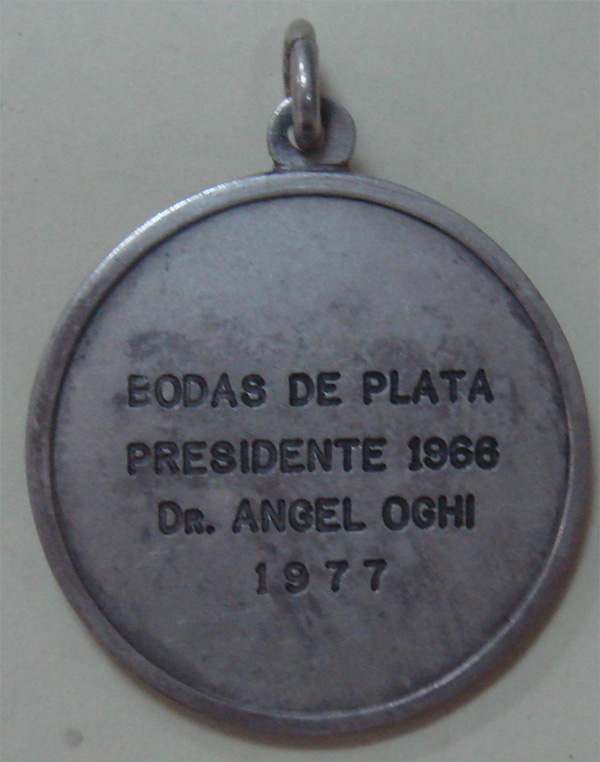 BODAS DE PLATA
PRESIDENTE 1966
DR. ANGEL OGHI
1977